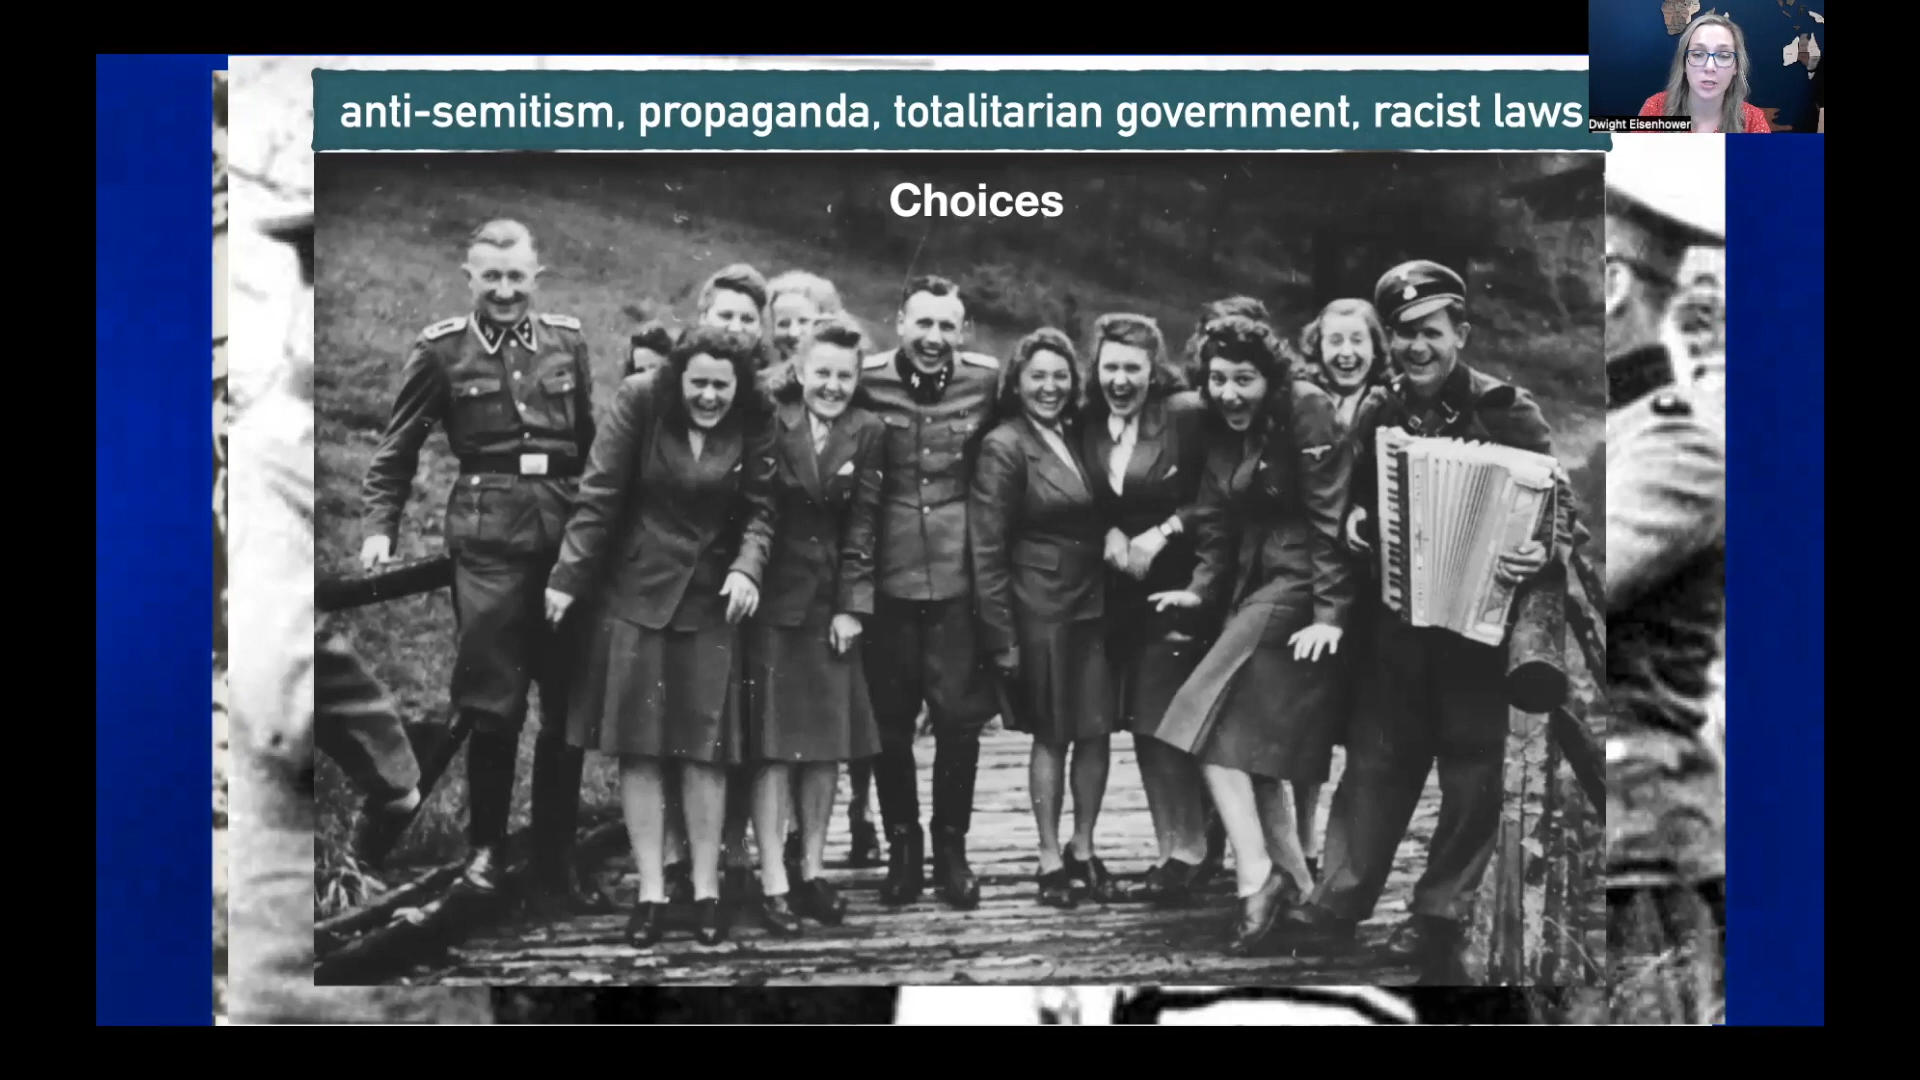 anti-semitism, propaganda, totalitarian government, racist laws
Dwight Eisenhower
Choices